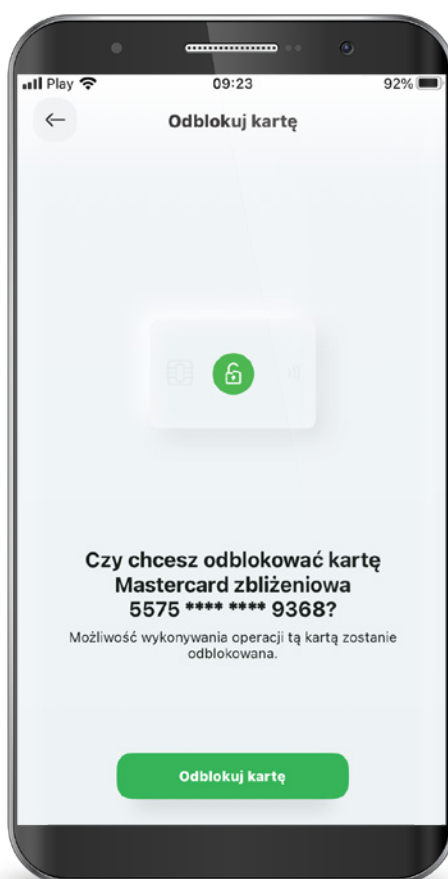 Play 09:23 92%
Odblokuj kartę
Czy chcesz odblokować kartę
Mastercard zbliżeniowa
5575 **** **** 9368?
Możliwość wykonywania operacji tą kartą zostanie
odblokowana.
Odblokuj kartę